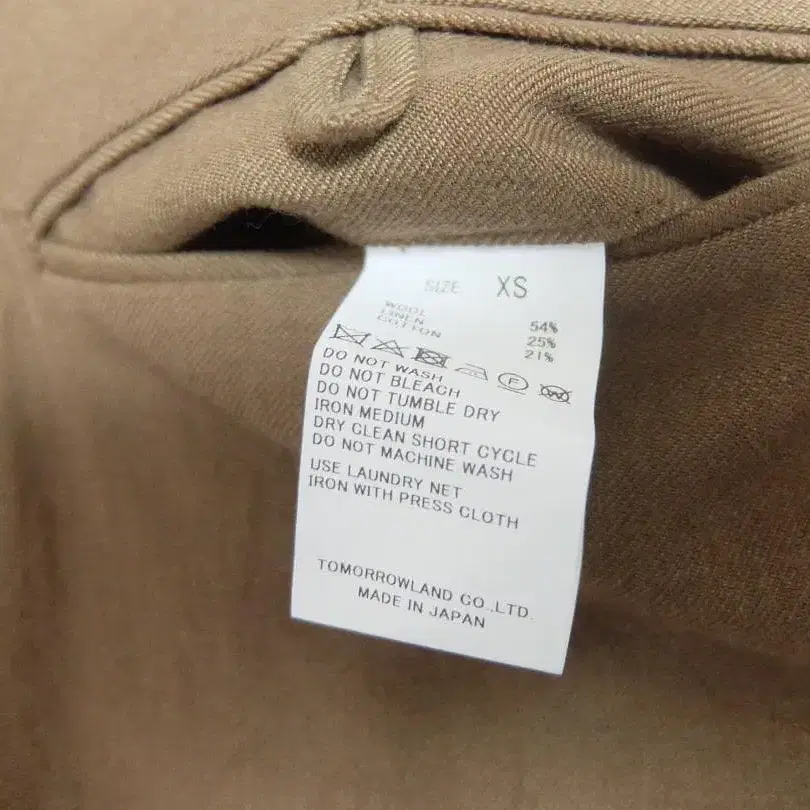 SIZE XS
WOOL 54%
LINEN 25%
COTTON 21%
F W
DO NOT WASH
DO NOT BLEACH
DO NOT TUMBLE DRY
IRON MEDIUM
DRY CLEAN SHORT CYCLE
DO NOT MACHINE WASH
USE LAUNDRY NET
IRON WITH PRESS CLOTH
TOMORROWLAND CO.,LTD.
MADE IN JAPAN